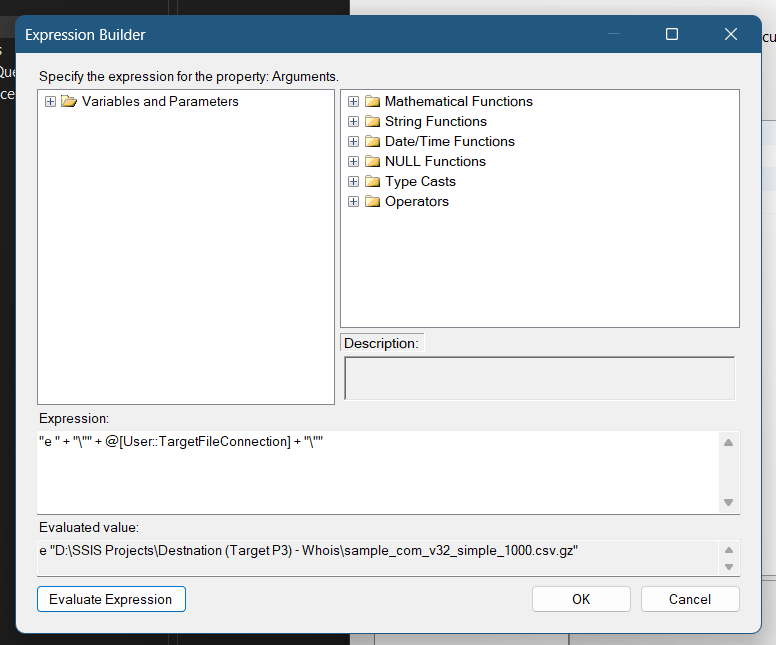 Expression Builder
Specify the expression for the property: Arguments.
Variables and Parameters
Mathematical Functions
String Functions
Date/Time Functions
NULL Functions
Type Casts
Operators
Description:
Expression:
"e " + "\"" + @[User::TargetFileConnection] + "\""
Evaluated value:
e "D:\SSIS Projects\Destnation (Target P3) - Whois\sample_com_v32_simple_1000.csv.gz"
Evaluate Expression
OK
Cancel